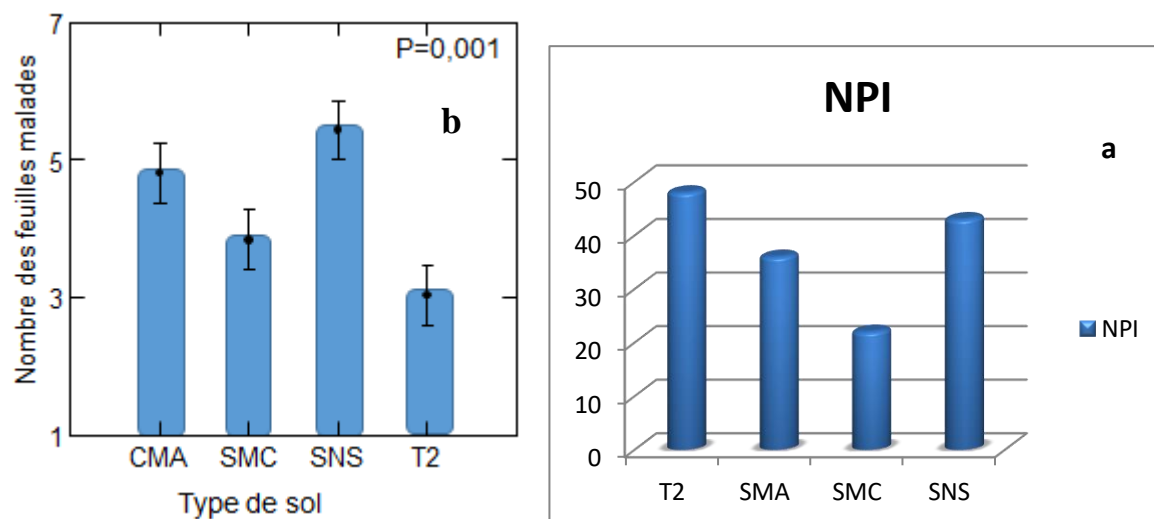 7
P=0,001
b
5
3
1
Nombre des feuilles malades
CMA SMC SNS T2
Type de sol
NPI
a
50
40
30
20
10
0
T2 SMA SMC SNS
NPI